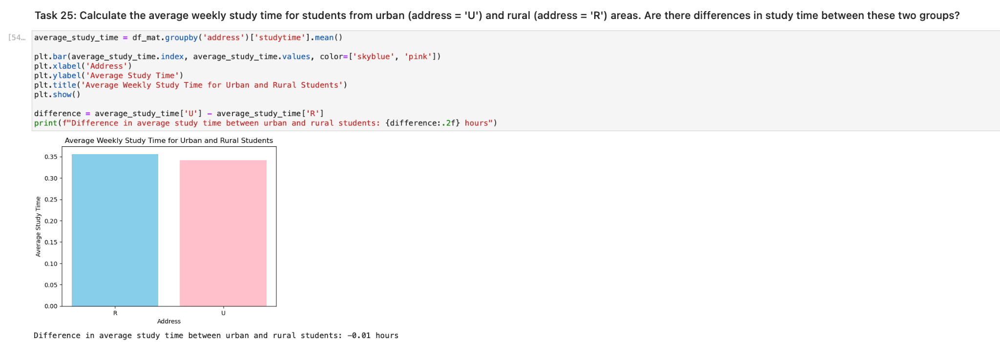 Task 25: Calculate the average weekly study time for students from urban (address = 'U') and rural (address = 'R') areas. Are there differences in study time between these two groups?
[54…
average_study_time = df_mat.groupby('address')['studytime'].mean()
plt.bar(average_study_time.index, average_study_time.values, color=['skyblue', 'pink'])
plt.xlabel('Address')
plt.ylabel('Average Study Time')
plt.title('Average Weekly Study Time for Urban and Rural Students')
plt.show()
difference = average_study_time['U'] - average_study_time['R']
print(f"Difference in average study time between urban and rural students: {difference:.2f} hours")
Average Weekly Study Time for Urban and Rural Students
Average Study Time
0.35
0.30
0.25
0.20
0.15
0.10
0.05
0.00
R U
Address
Difference in average study time between urban and rural students: -0.01 hours